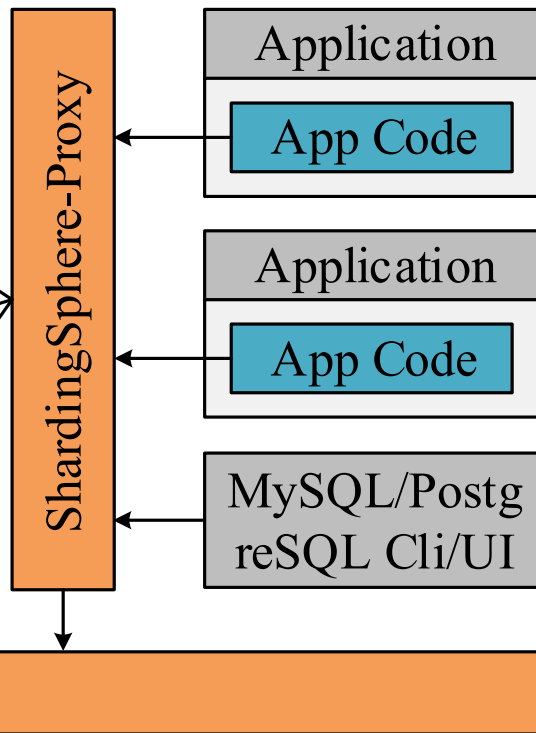 ShardingSphere-Proxy
Application
App Code
Application
App Code
MySQL/Postg
reSQL Cli/UI